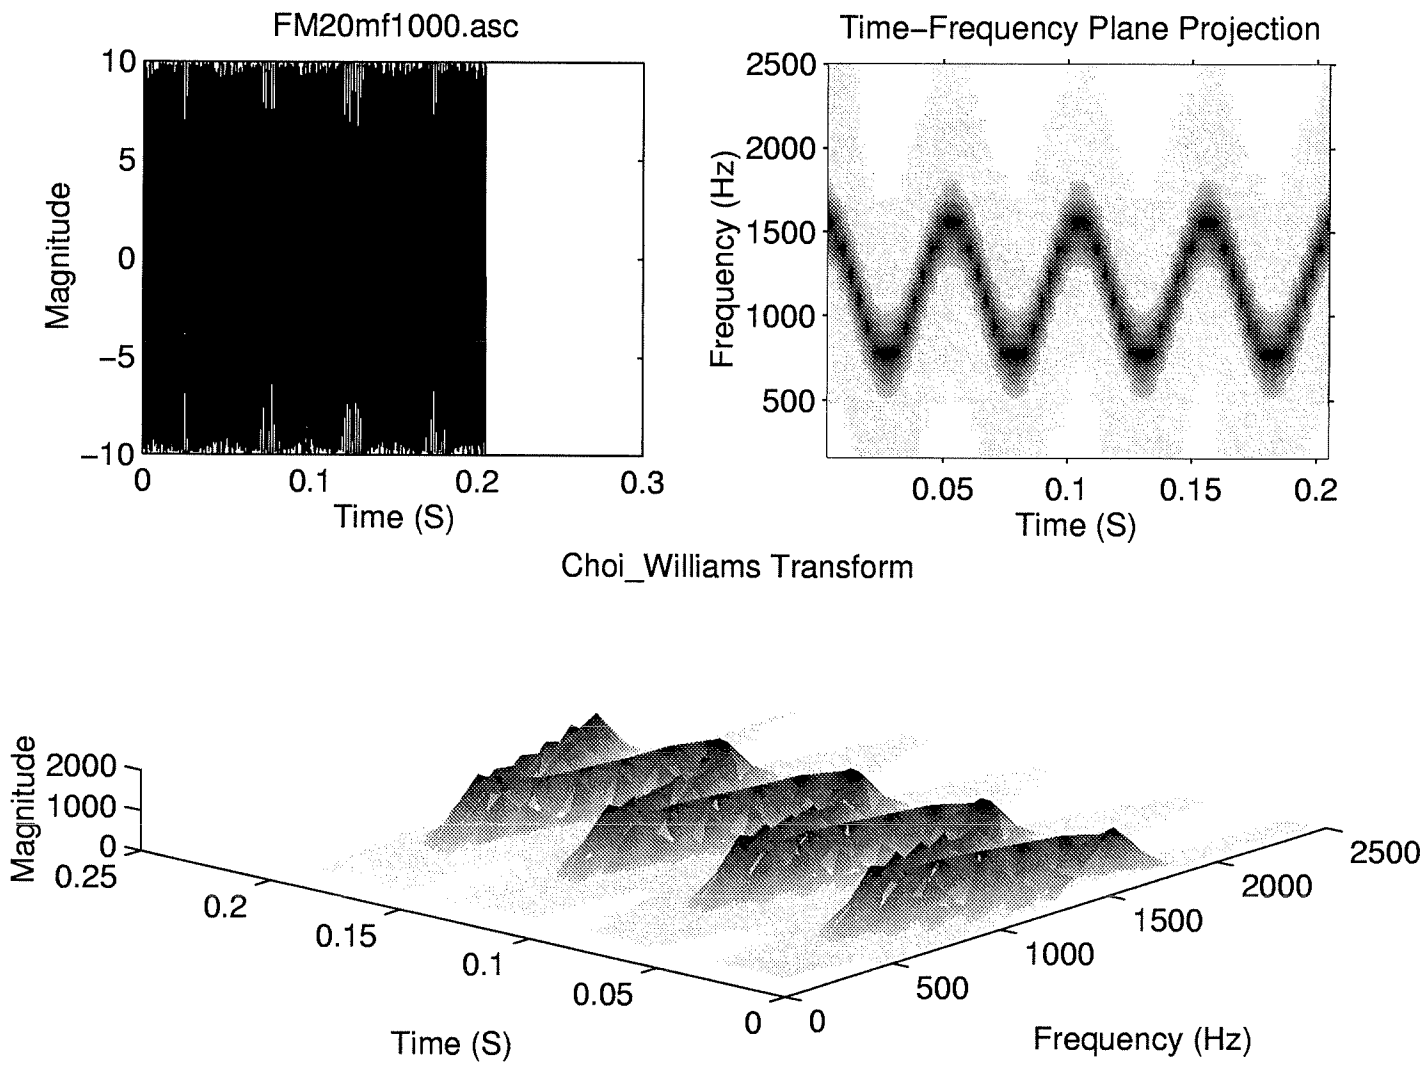 FM20mf1000.asc
10
5
0
−5
−10
Magnitude
0 0.1 0.2 0.3
Time (S)
Time−Frequency Plane Projection
2500
2000
1500
1000
500
Frequency (Hz)
0.05 0.1 0.15 0.2
Time (S)
Choi_Williams Transform
Magnitude
2000
1000
0
0.25
0.2
0.15
0.1
0.05
0
Time (S)
0
500
1000
1500
2000
2500
Frequency (Hz)